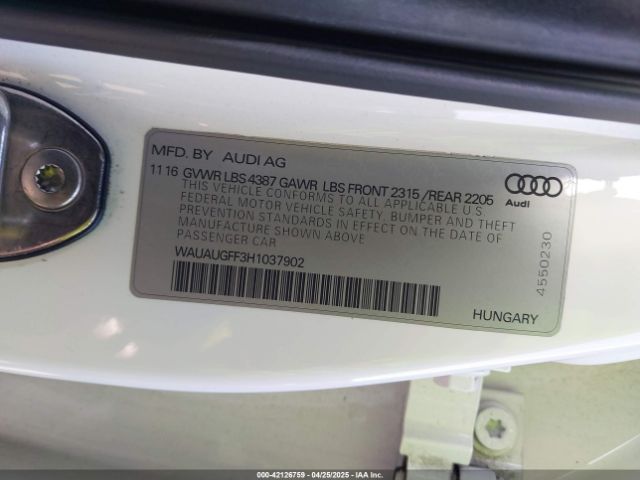 MFD. BY AUDI AG
11 16 GVWR LBS 4387 GAWR LBS FRONT 2315 /REAR 2205
THIS VEHICLE CONFORMS TO ALL APPLICABLE U S
FEDERAL MOTOR VEHICLE SAFETY, BUMPER AND THEFT
PREVENTION STANDARDS IN EFFECT ON THE DATE OF
MANUFACTURE SHOWN ABOVE
PASSENGER CAR
WAUAUGFF3H1037902
Audi
4550230
HUNGARY
000-42126759 - 04/25/2025 - IAA Inc.